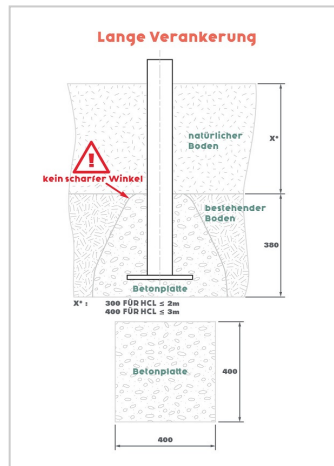 Lange Verankerung
natürlicher
Boden
X*
kein scharfer Winkel
bestehender
Boden
380
Betonplatte
X* : 300 FÜR HCL ≤ 2m
400 FÜR HCL ≤ 3m
Betonplatte
400
400